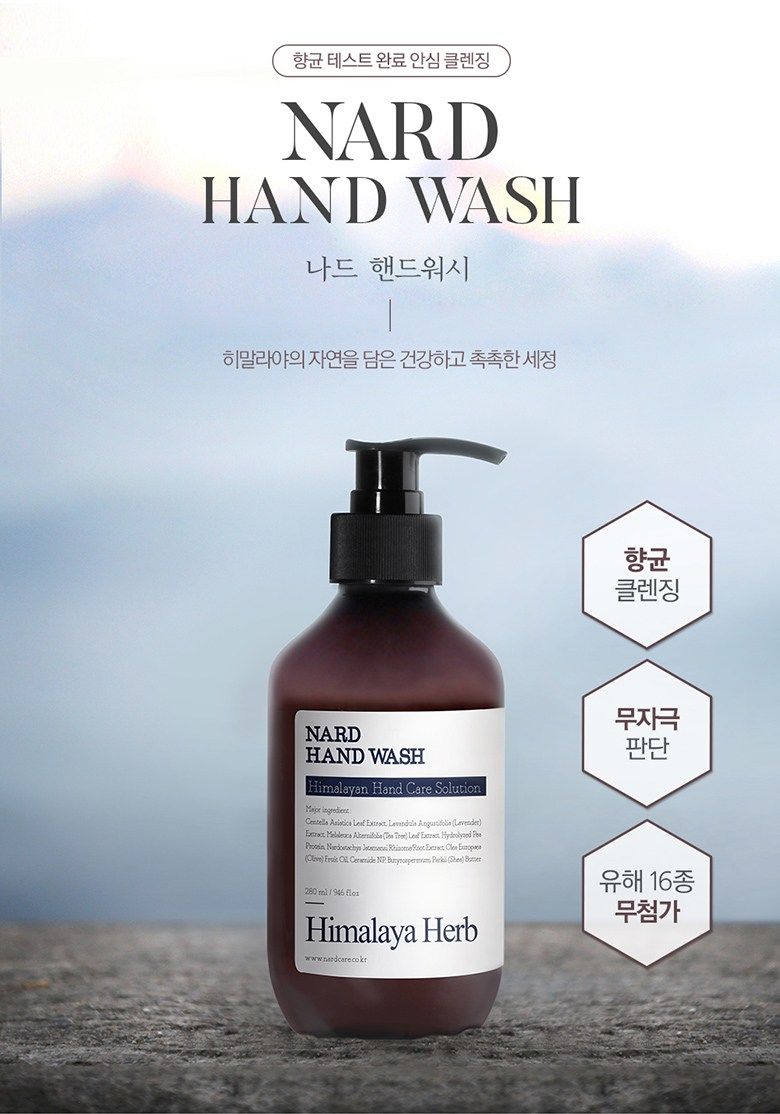 향균 테스트 완료 안심 클렌징
NARD
HAND WASH
나드 핸드워시
히말라야의 자연을 담은 건강하고 촉촉한 세정
향균
클렌징
무자극
판단
유해 16종
무첨가
NARD
HAND WASH
Himalayan Hand Care Solution
Major ingredient
Centella Asiatica Leaf Extract, Lavandula Angustifolia (Lavender)
Extract, Melaleuca Alternifolia (Tea Tree) Leaf Extract, Hydrolyzed Pea
Protein, Nardostachys Jatamansi Rhizome/Root Extract, Olea Europaea
(Olive) Fruit Oil, Ceramide NP, Butyrospermum Parkii (Shea) Butter
280 ml / 9.46 fl.oz
Himalaya Herb
www.nardcare.co.kr